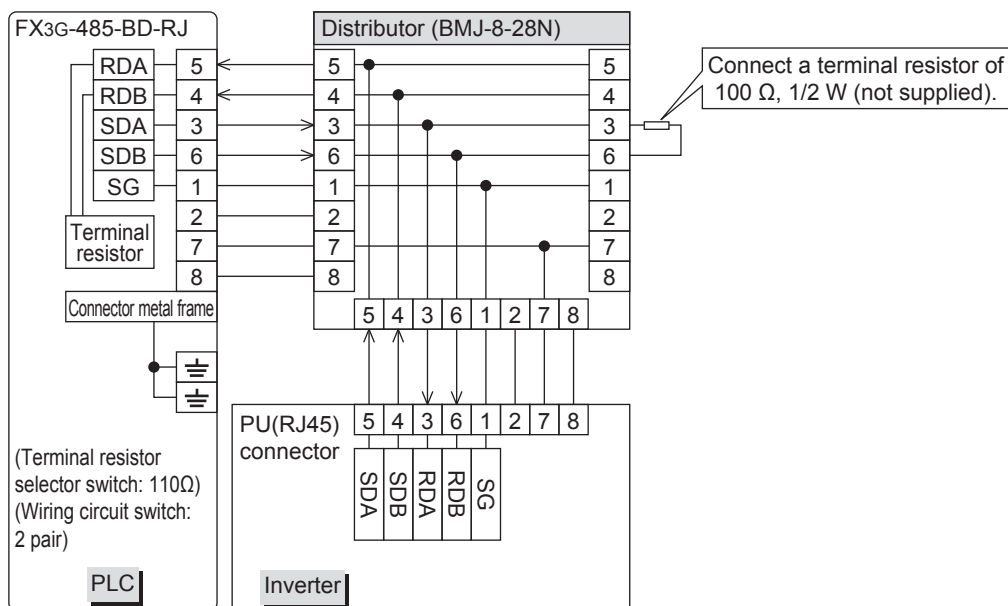 FX3G-485-BD-RJ
Distributor (BMJ-8-28N)
RDA 5 5 5
RDB 4 4 4
SDA 3 3 3
SDB 6 6 6
SG 1 1 1
2 2 2
7 7 7
8 8 8
Connect a terminal resistor of
100 Ω, 1/2 W (not supplied).
Terminal
resistor
Connector metal frame
5 4 3 6 1 2 7 8
PU(RJ45)
connector
5 4 3 6 1 2 7 8
SDA
SDB
RDA
RDB
SG
(Terminal resistor
selector switch: 110Ω)
(Wiring circuit switch:
2 pair)
PLC
Inverter